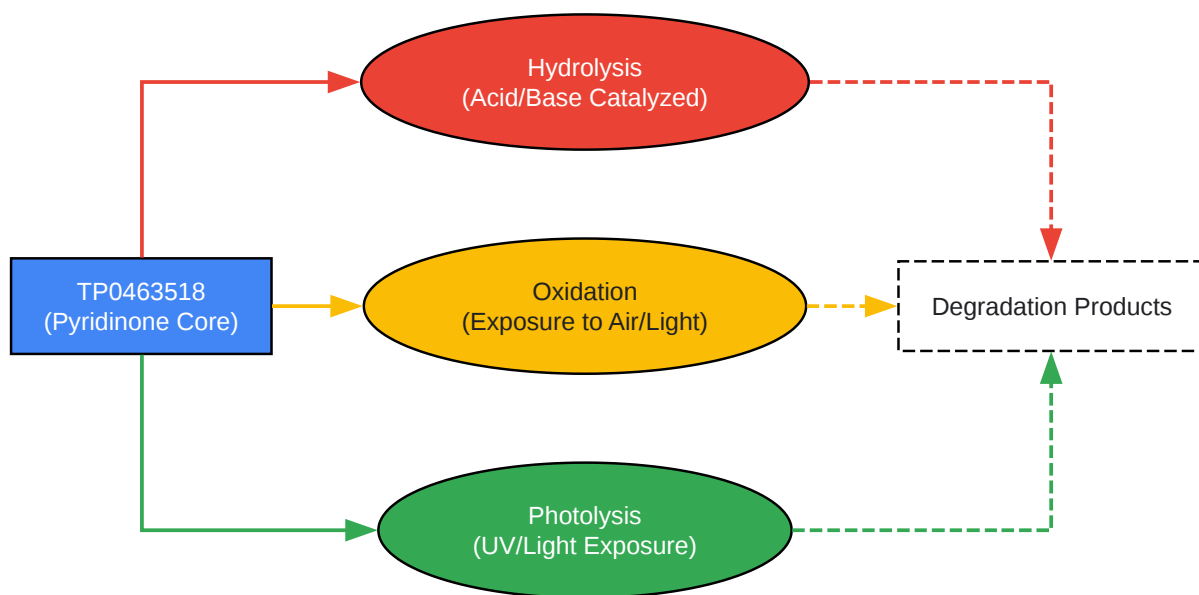 Hydrolysis
(Acid/Base Catalyzed)
TP0463518
(Pyridinone Core)
Oxidation
(Exposure to Air/Light)
Degradation Products
Photolysis
(UV/Light Exposure)